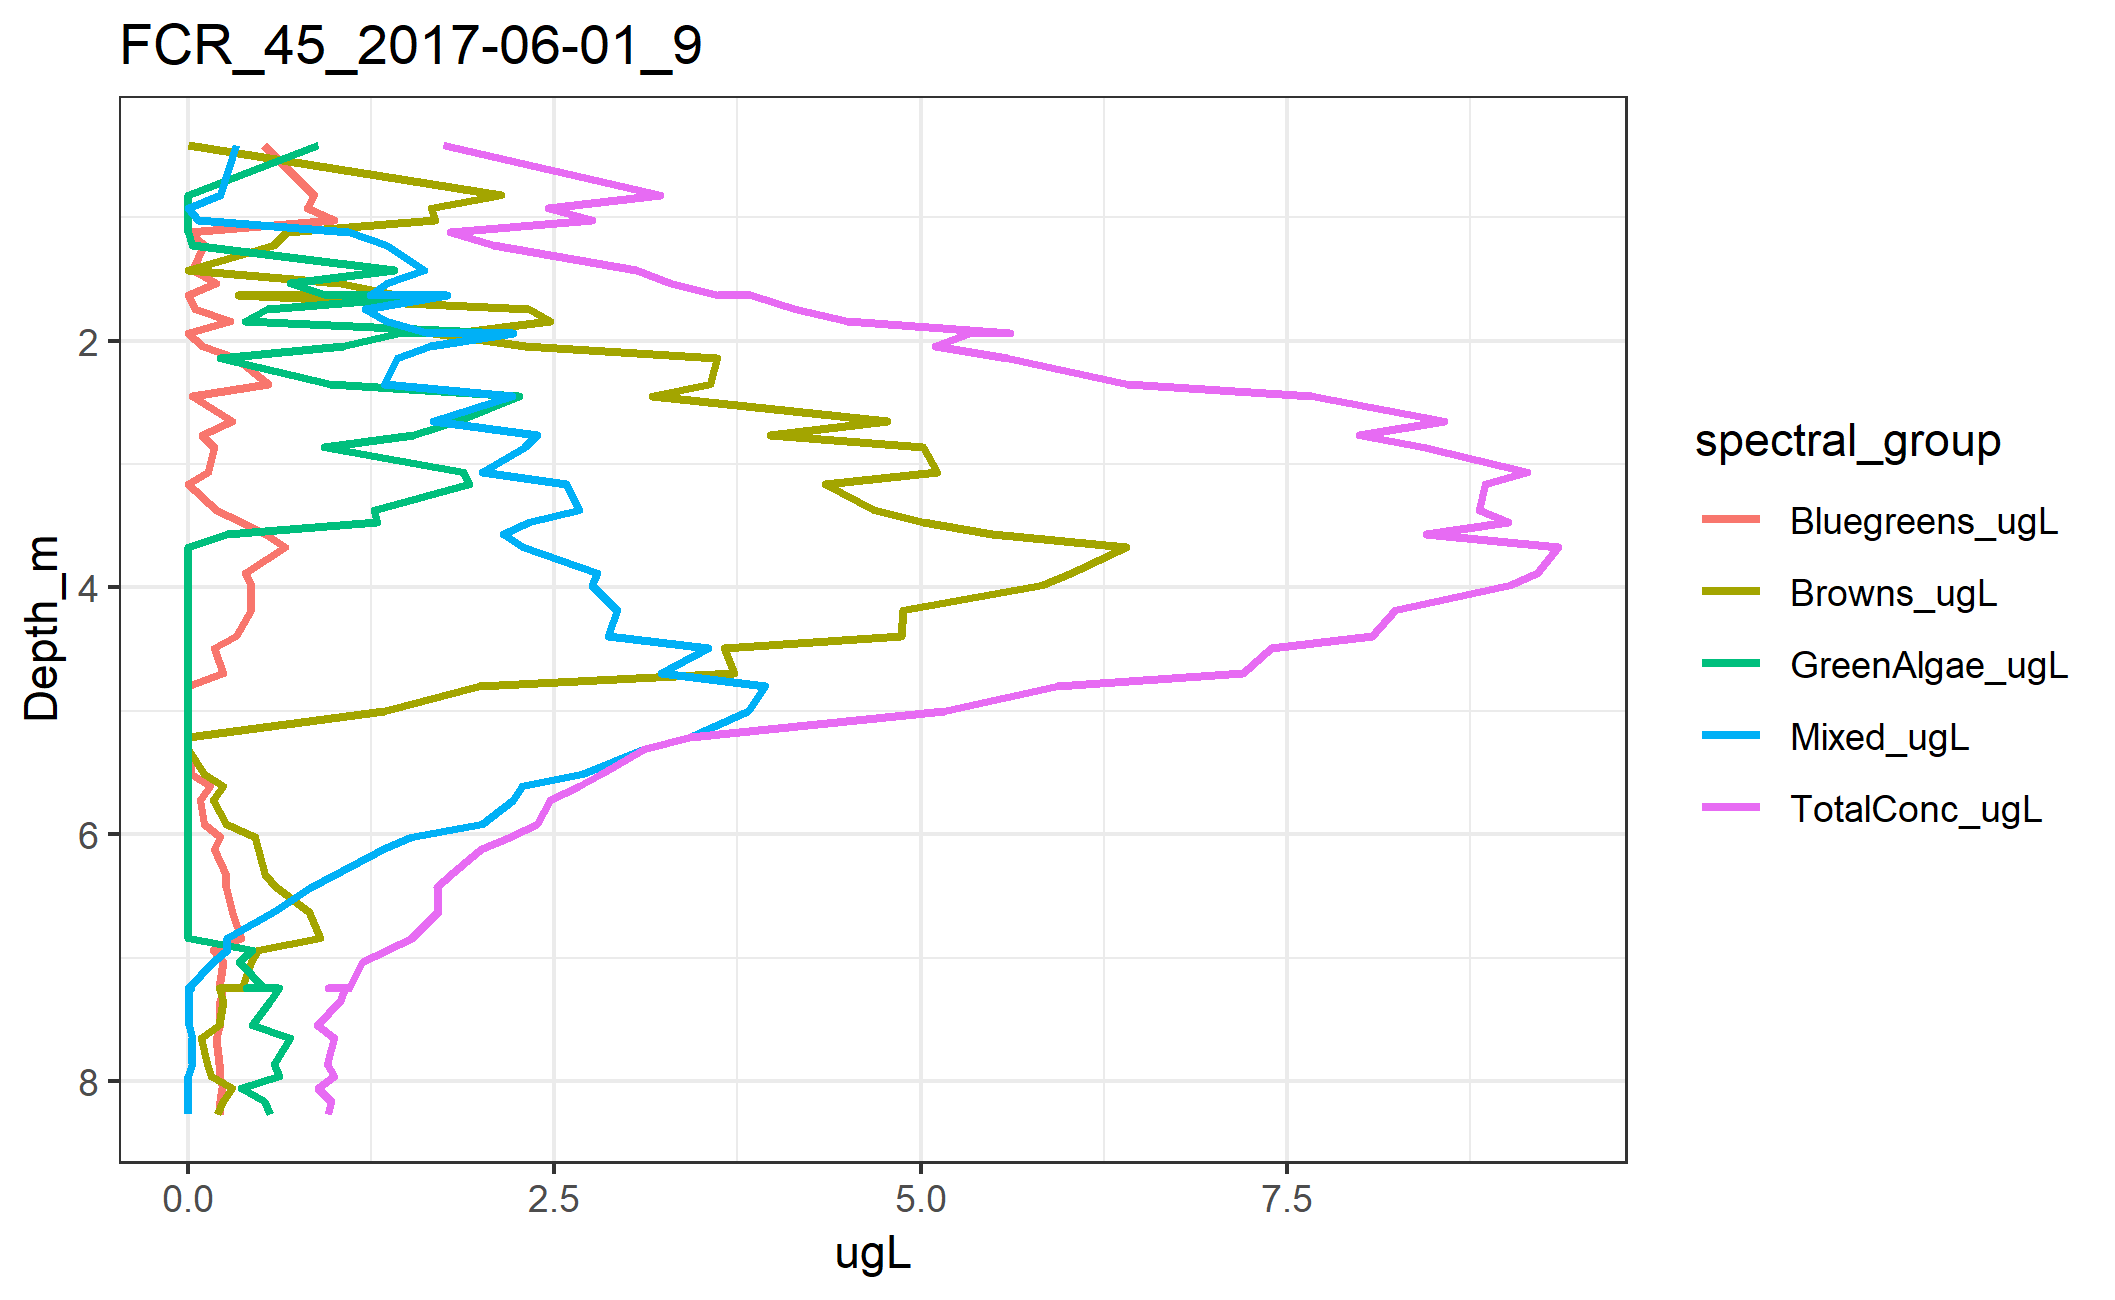 FCR_45_2017-06-01_9
Depth_m
2
4
6
8
0.0 2.5 5.0 7.5
ugL
spectral_group
Bluegreens_ugL
Browns_ugL
GreenAlgae_ugL
Mixed_ugL
TotalConc_ugL